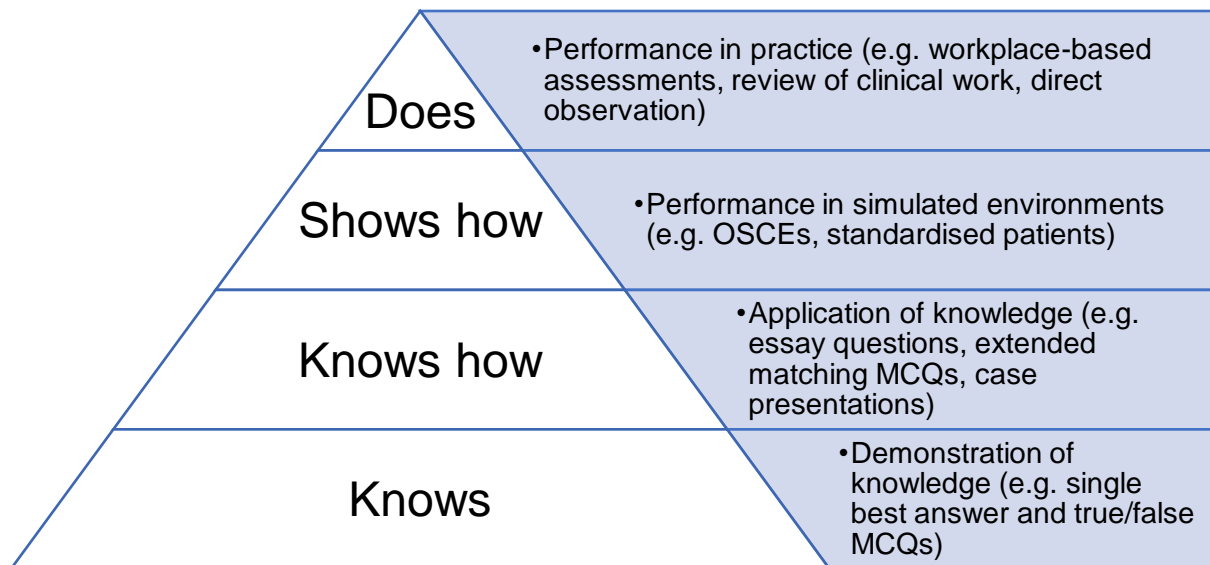 Does
•Performance in practice (e.g. workplace-based
assessments, review of clinical work, direct
observation)
Shows how
•Performance in simulated environments
(e.g. OSCEs, standardised patients)
Knows how
•Application of knowledge (e.g.
essay questions, extended
matching MCQs, case
presentations)
Knows
•Demonstration of
knowledge (e.g. single
best answer and true/false
MCQs)